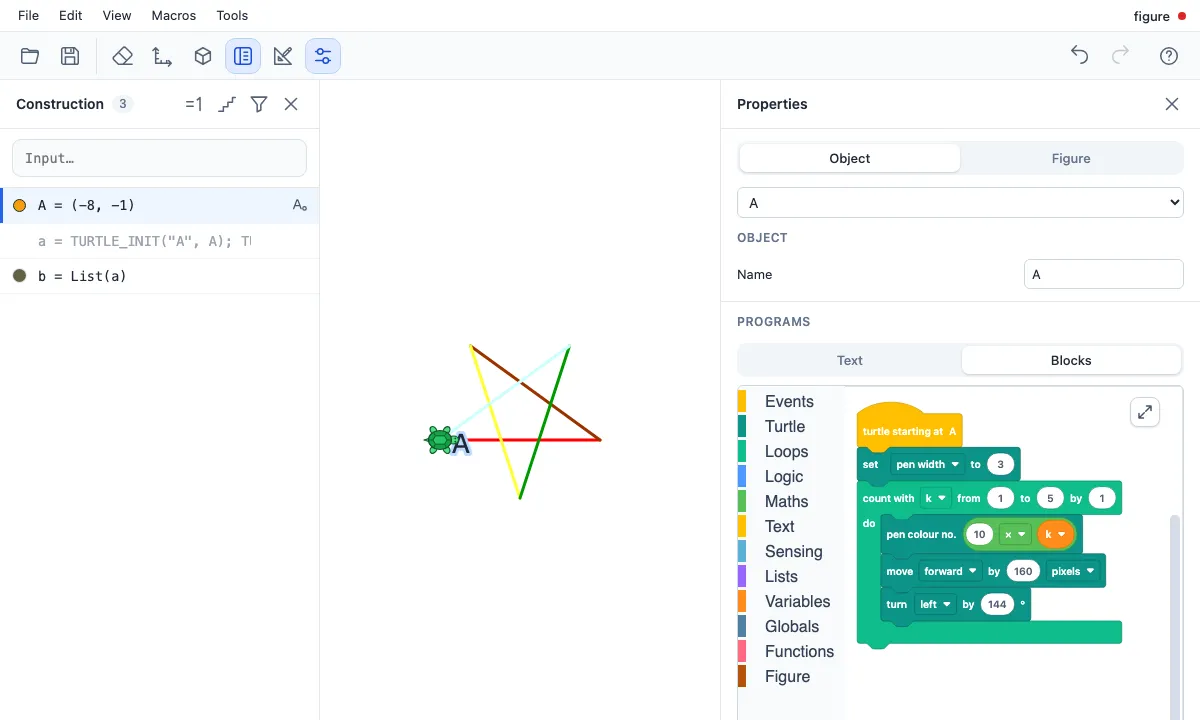 File Edit View Macros Tools
figure
Construction 3
=1
Input…
A = (−8, −1)
a = TURTLE_INIT("A", A);
b = List(a)
A
Properties
Object Figure
A
OBJECT
Name A
PROGRAMS
Text Blocks
Events
Turtle
Loops
Logic
Maths
Text
Sensing
Lists
Variables
Globals
Functions
Figure
turtle starting at A
set pen width to 3
count with k from 1 to 5 by 1
do
pen colour no. 10 × k
move forward by 160 pixels
turn left by 144 °